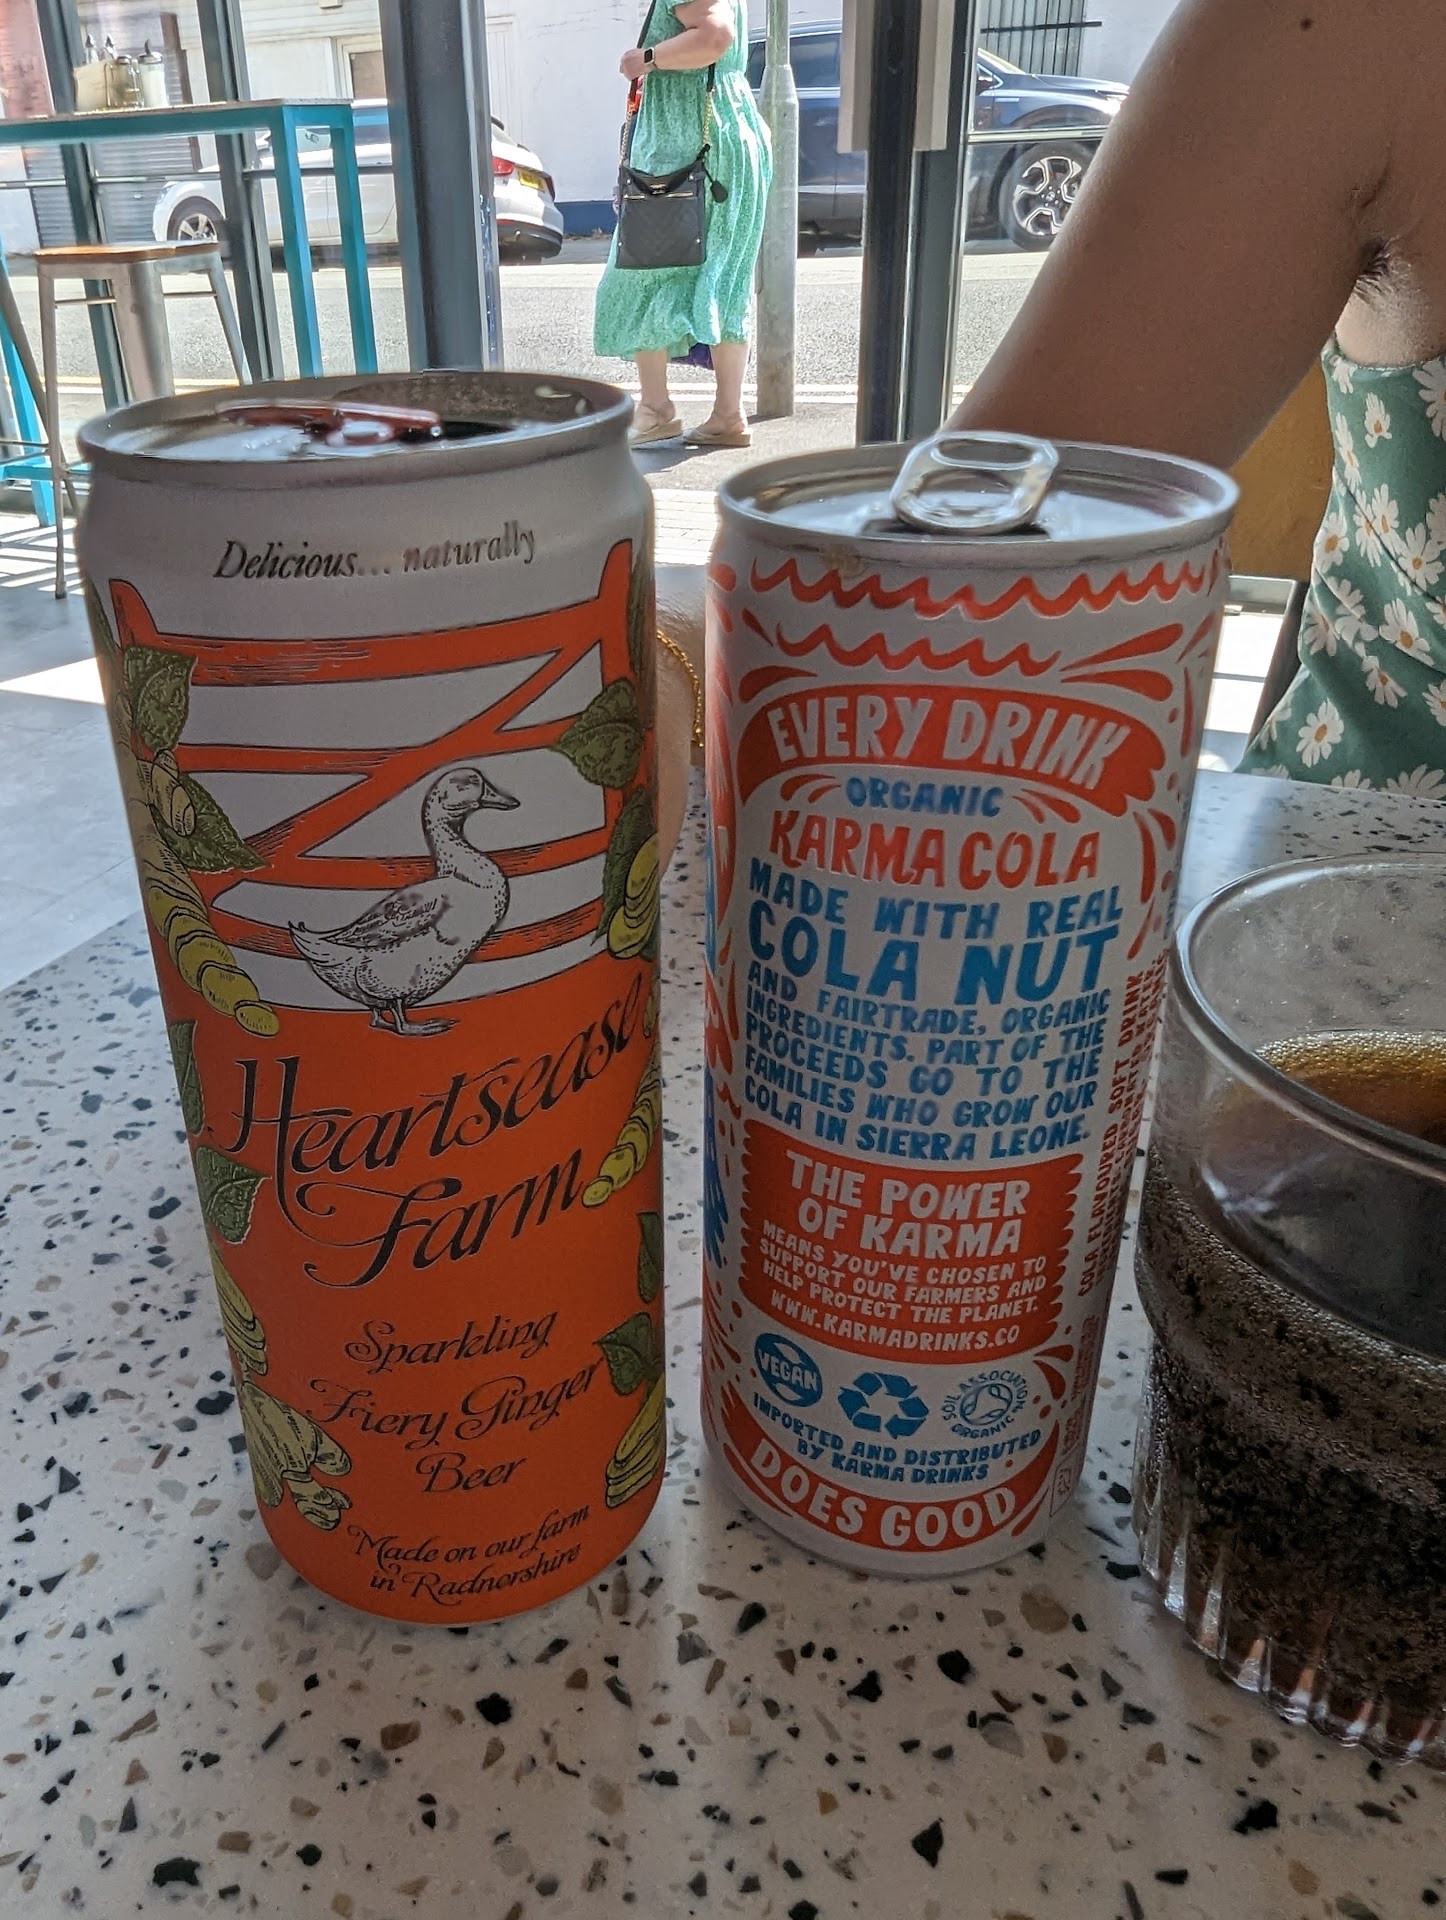 Delicious... naturally
Heartsease
Farm
Sparkling
Fiery Ginger
Beer
Made on our farm
in Radnorshire
EVERY DRINK
ORGANIC
KARMA COLA
MADE WITH REAL
COLA NUT
AND FAIRTRADE, ORGANIC
INGREDIENTS. PART OF THE
PROCEEDS GO TO THE
FAMILIES WHO GROW OUR
COLA IN SIERRA LEONE.
THE POWER
OF KARMA
MEANS YOU'VE CHOSEN TO
SUPPORT OUR FARMERS AND
HELP PROTECT THE PLANET.
WWW.KARMADRINKS.CO
VEGAN
SOIL ASSOCIATION
ORGANIC
IMPORTED AND DISTRIBUTED
BY KARMA DRINKS
DOES GOOD
COLA FLAVOURED SOFT DRINK